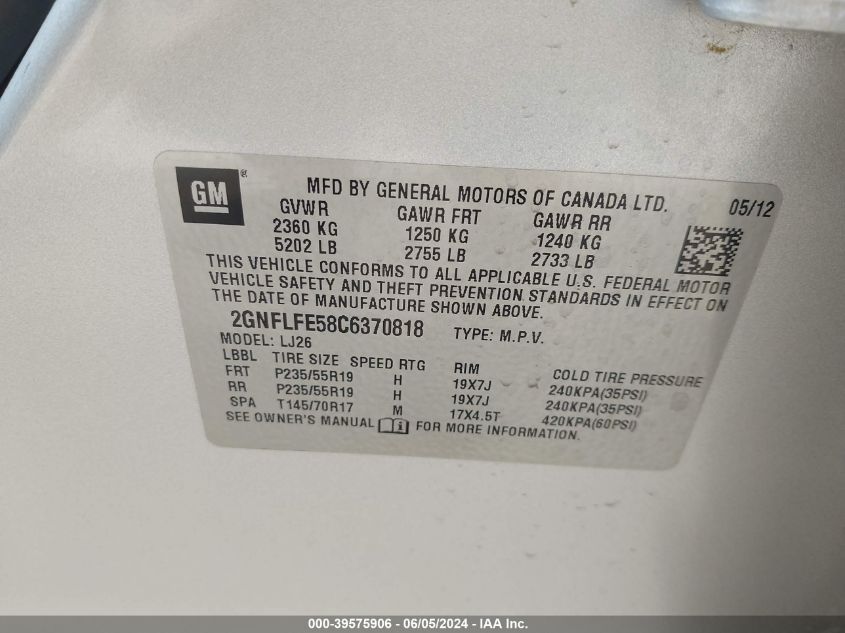 GM ® MFD BY GENERAL MOTORS OF CANADA LTD. 05/12
GVWR GAWR FRT GAWR RR
2360 KG 1250 KG 1240 KG
5202 LB 2755 LB 2733 LB
THIS VEHICLE CONFORMS TO ALL APPLICABLE U.S. FEDERAL MOTOR
VEHICLE SAFETY AND THEFT PREVENTION STANDARDS IN EFFECT ON
THE DATE OF MANUFACTURE SHOWN ABOVE.
2GNFLFE58C6370818 TYPE: M.P.V.
MODEL: LJ26
LBBL TIRE SIZE SPEED RTG RIM COLD TIRE PRESSURE
FRT P235/55R19 H 19X7J 240KPA(35PSI)
RR P235/55R19 H 19X7J 240KPA(35PSI)
SPA T145/70R17 M 17X4.5T 420KPA(60PSI)
SEE OWNER'S MANUAL i FOR MORE INFORMATION.
000-39575906 - 06/05/2024 - IAA Inc.